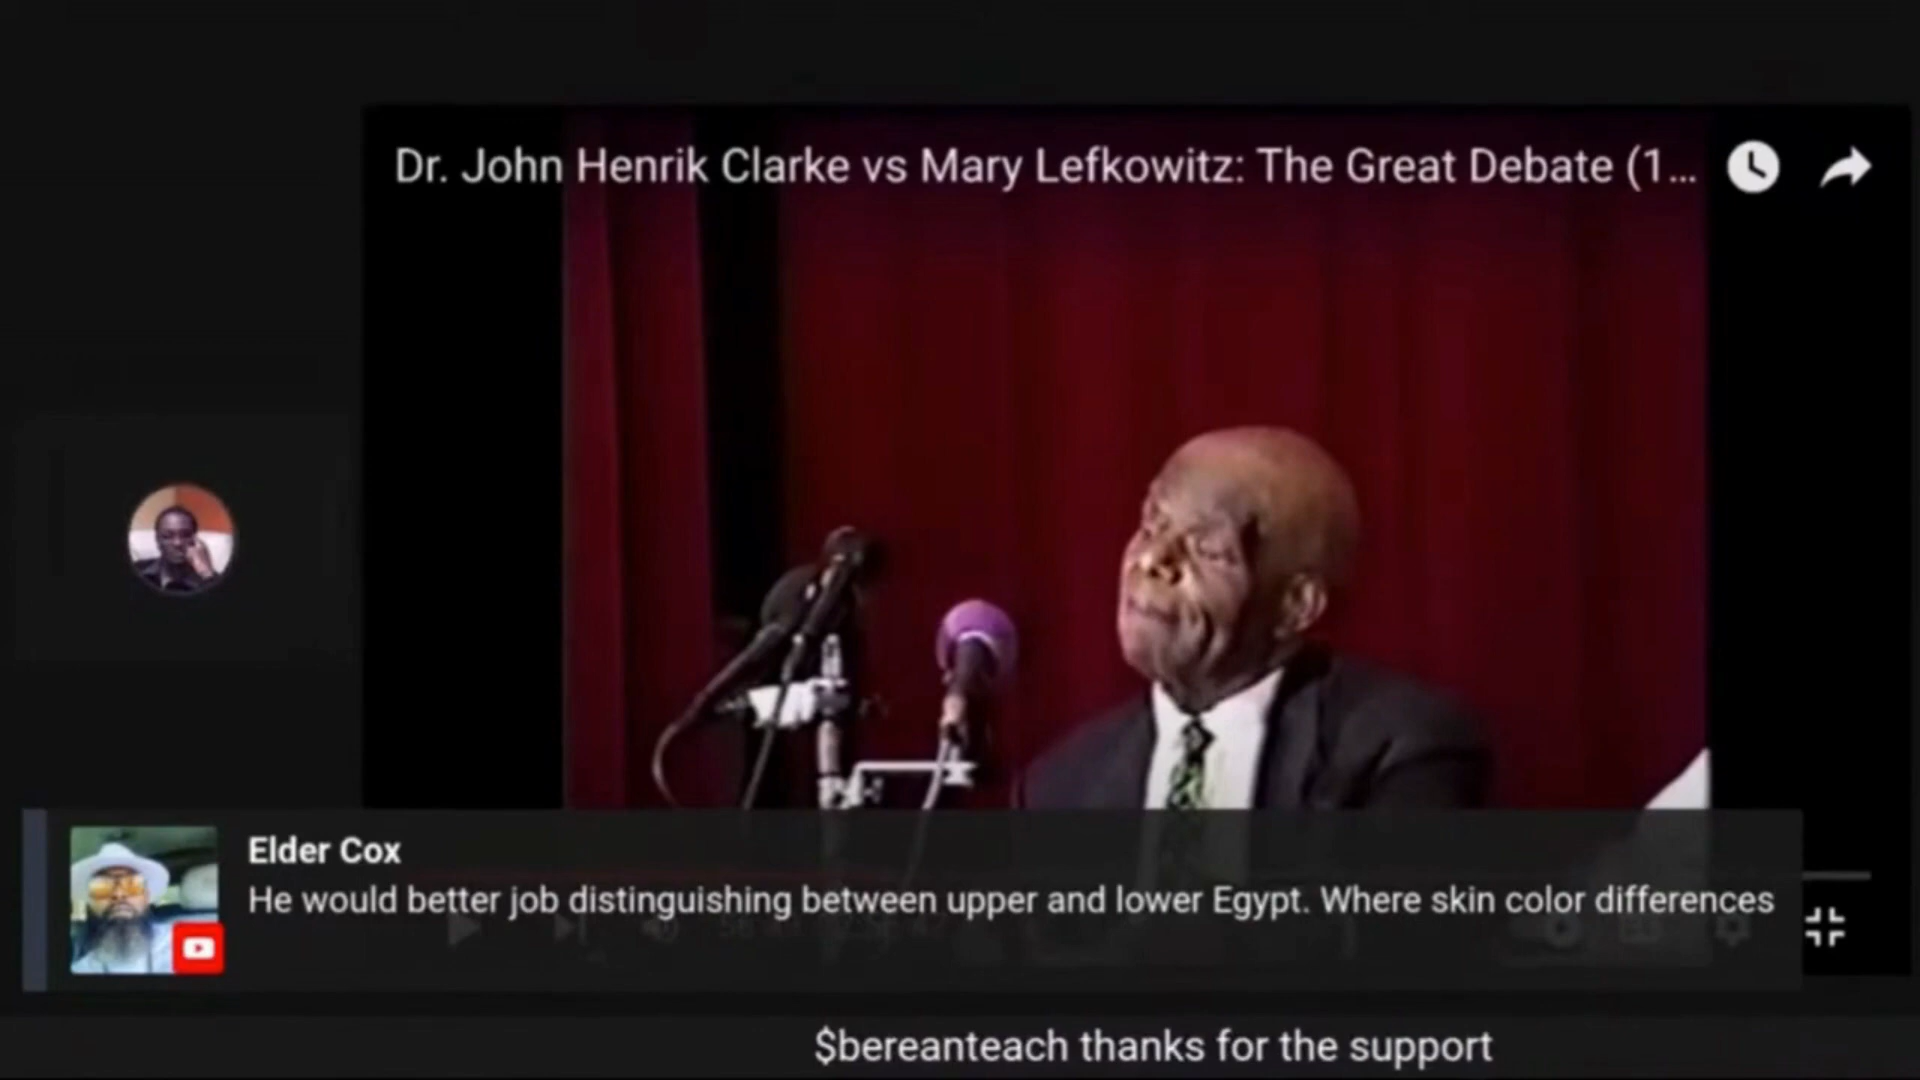 Dr. John Henrik Clarke vs Mary Lefkowitz: The Great Debate (1...
Elder Cox
He would better job distinguishing between upper and lower Egypt. Where skin color differences
$bereanteach thanks for the support